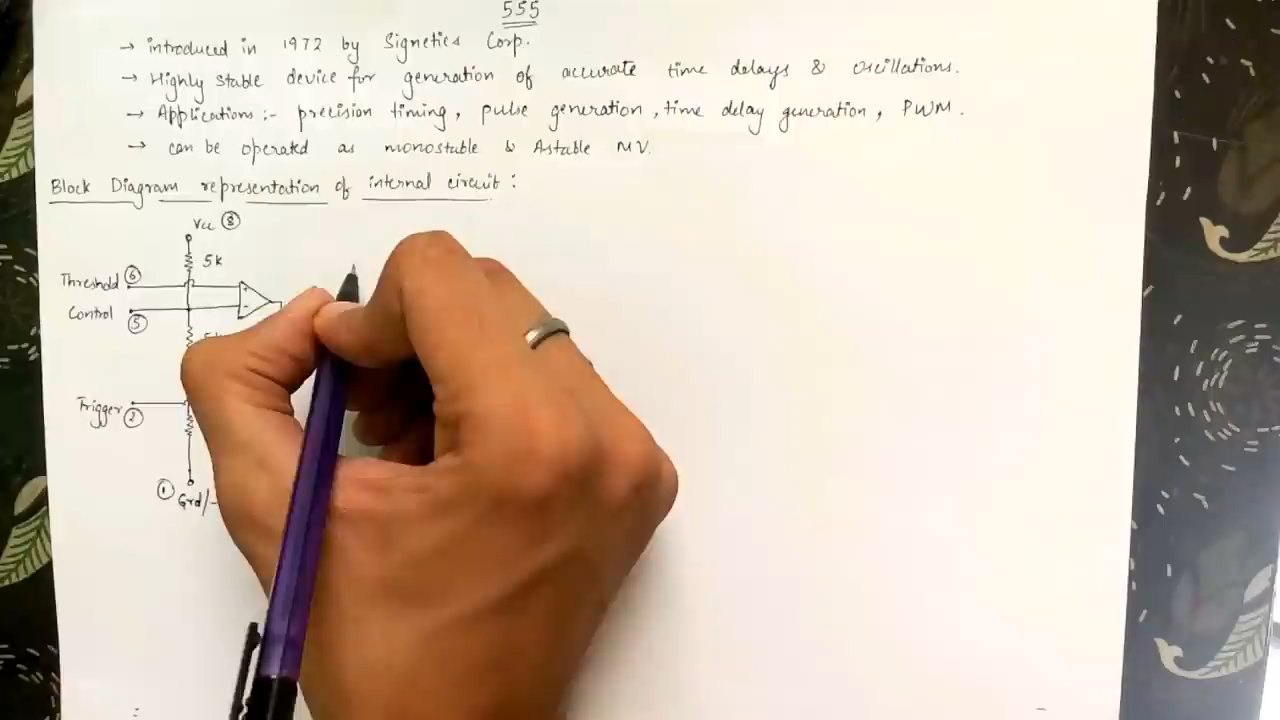 555
→ introduced in 1972 by Signetics Corp.
→ Highly stable device for generation of accurate time delays & oscillations.
→ Applications :- precision timing, pulse generation, time delay generation, PWM.
→ can be operated as monostable & Astable MV.
Block Diagram representation of internal circuit :
Vcc 8
5k
Threshold 6
+
Control 5
-
Trigger 2
1 Grd/-